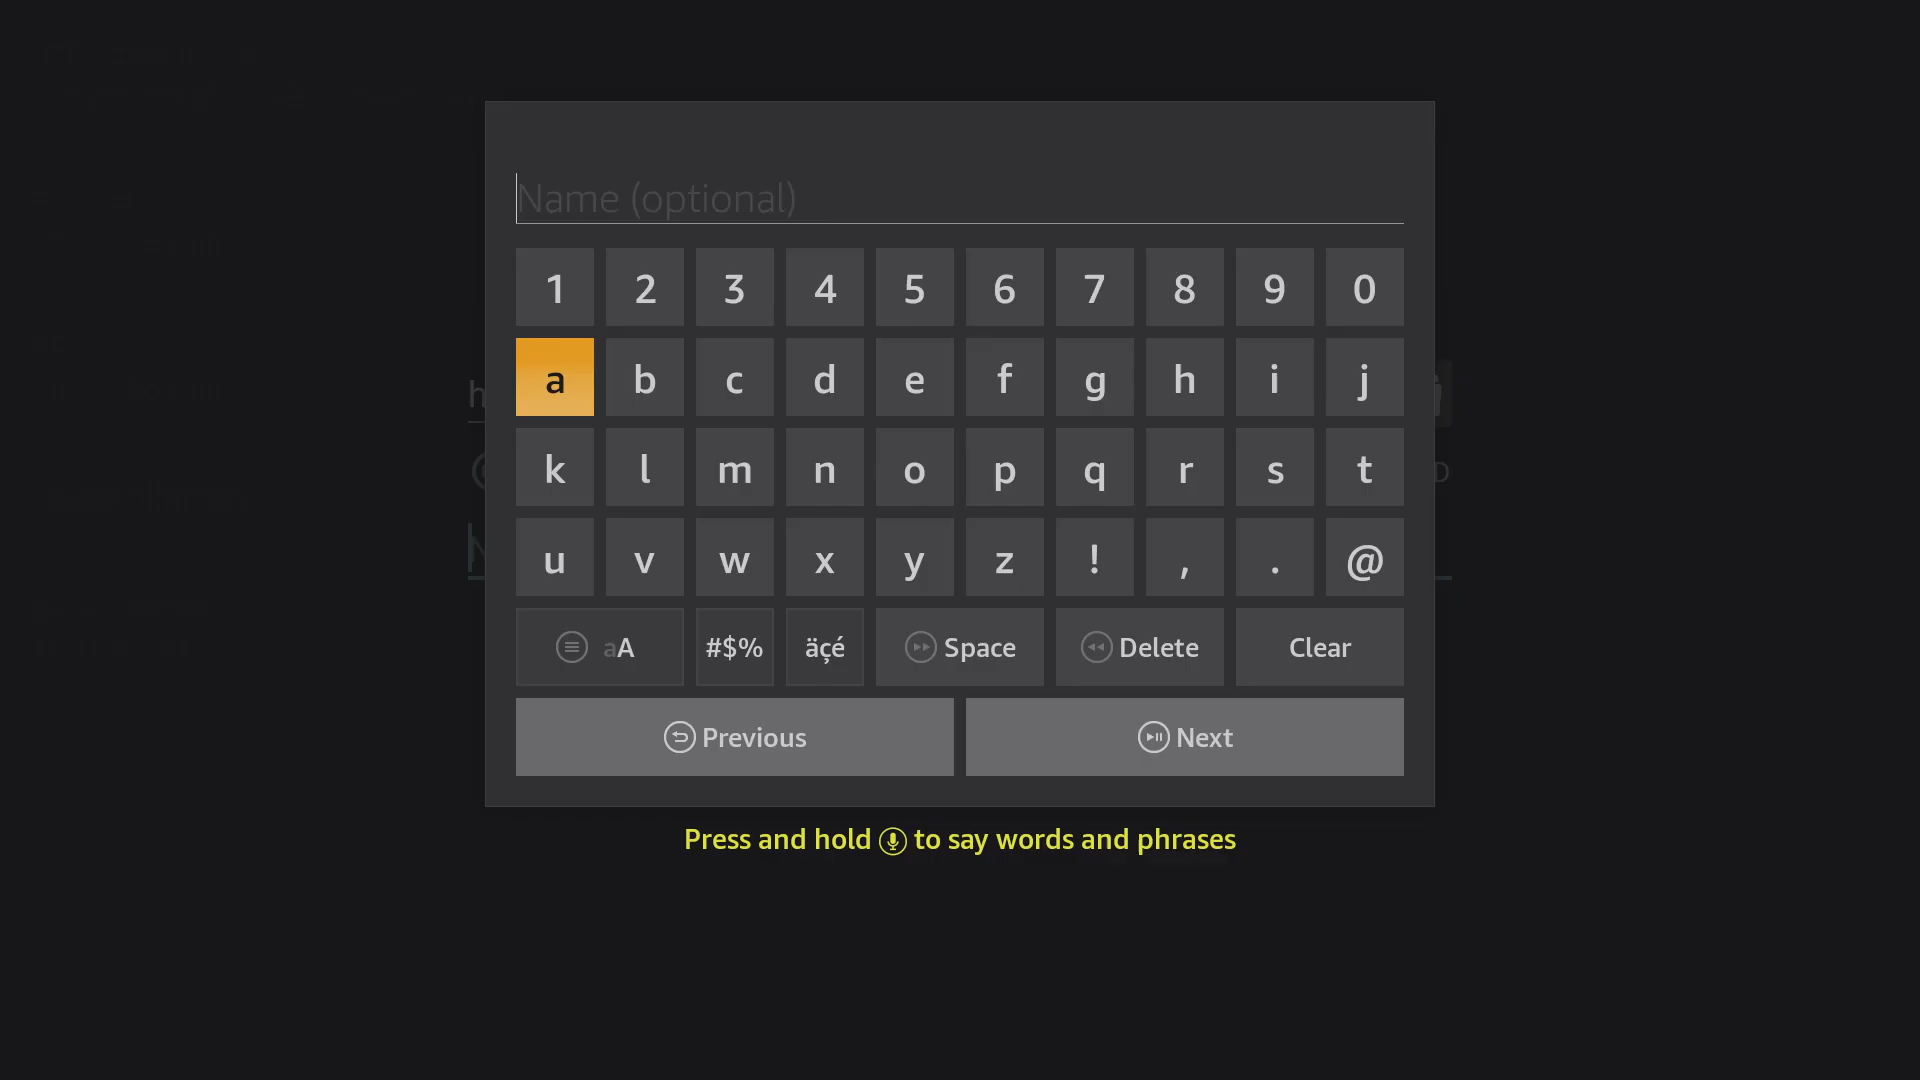 Name (optional)
1 2 3 4 5 6 7 8 9 0
a b c d e f g h i j
k l m n o p q r s t
u v w x y z ! , . @
aA #$% äçé Space Delete Clear
Previous Next
Press and hold to say words and phrases